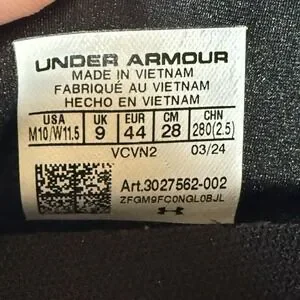 UNDER ARMOUR
MADE IN VIETNAM
FABRIQUÉ AU VIETNAM
HECHO EN VIETNAM
USA UK EUR CM CHN
M10/W11.5 9 44 28 280(2.5)
VCVN2 03/24
Art.3027562-002
ZFGM9FC0NGL0BJL